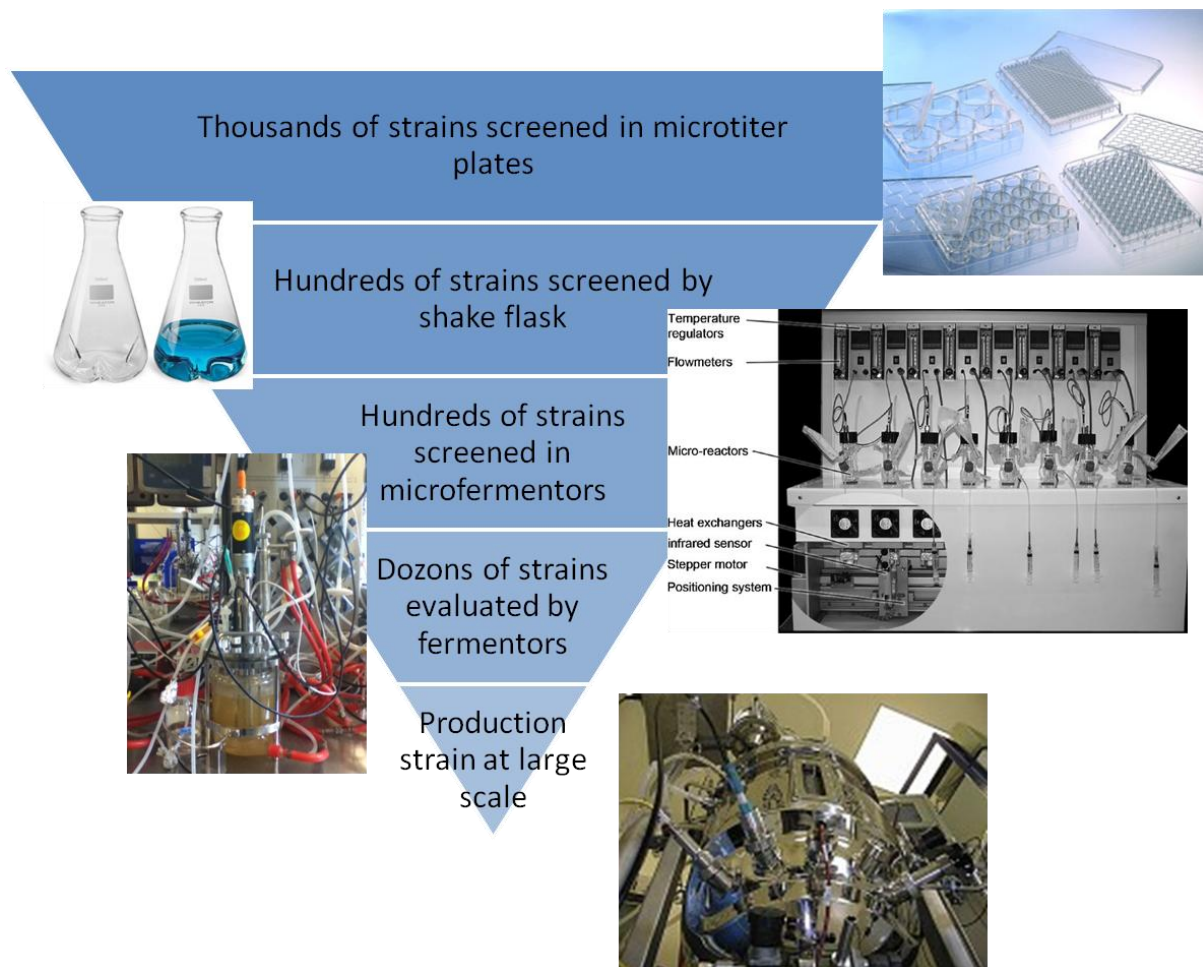 Thousands of strains screened in microtiter
plates
Hundreds of strains screened by
shake flask
Hundreds of strains
screened in
microfermentors
Dozons of strains
evaluated by
fermentors
Production
strain at large
scale
Temperature
regulators
Flowmeters
Micro-reactors
Heat exchangers
infrared sensor
Stepper motor
Positioning system